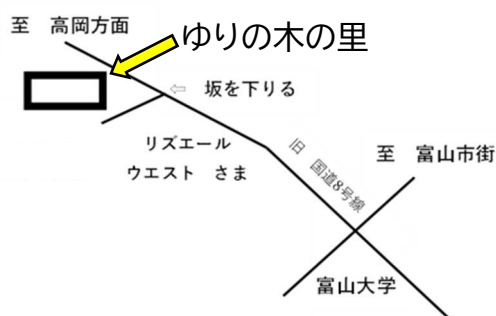 至　高岡方面
ゆりの木の里
⇦　坂を下りる
リズエール
ウエスト　さま
旧　国道8号線
至　富山市街
富山大学